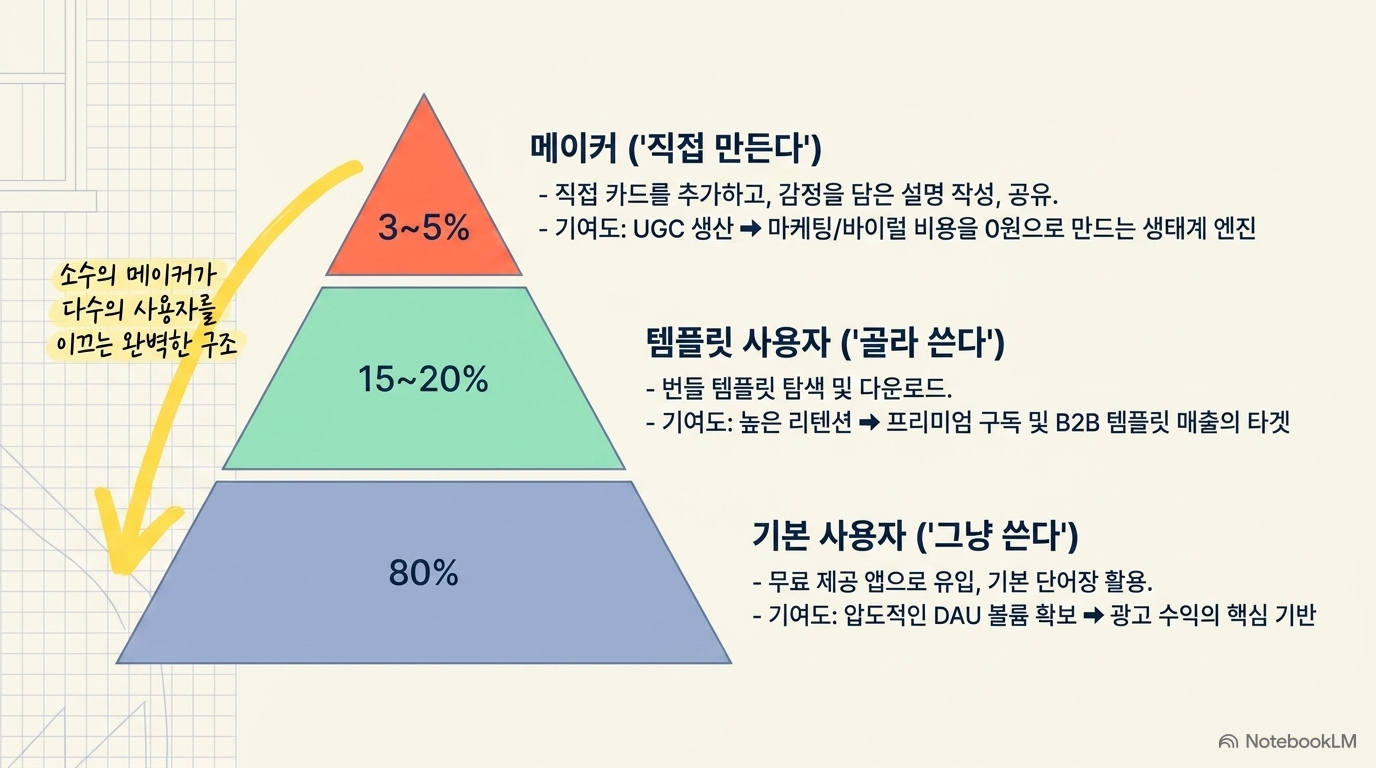 메이커 ('직접 만든다')
- 직접 카드를 추가하고, 감정을 담은 설명 작성, 공유.
- 기여도: UGC 생산 ➡ 마케팅/바이럴 비용을 0원으로 만드는 생태계 엔진
3~5%
소수의 메이커가
다수의 사용자를
이끄는 완벽한 구조
템플릿 사용자 ('골라 쓴다')
- 번들 템플릿 탐색 및 다운로드.
- 기여도: 높은 리텐션 ➡ 프리미엄 구독 및 B2B 템플릿 매출의 타겟
15~20%
기본 사용자 ('그냥 쓴다')
- 무료 제공 앱으로 유입, 기본 단어장 활용.
- 기여도: 압도적인 DAU 볼륨 확보 ➡ 광고 수익의 핵심 기반
80%
NotebookLM